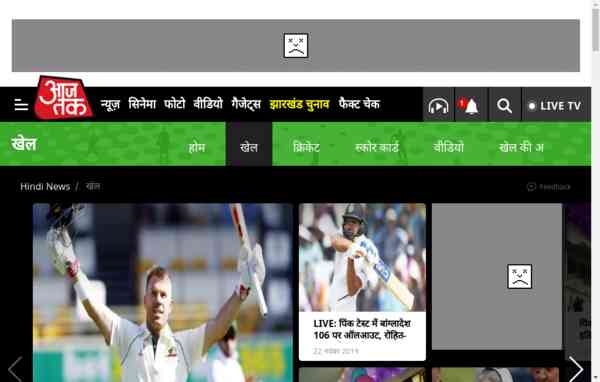 आज तक
न्यूज़ सिनेमा फोटो वीडियो गैजेट्स झारखंड चुनाव फैक्ट चेक
1
LIVE TV
खेल
होम खेल क्रिकेट स्कोर कार्ड वीडियो खेल की अ
Hindi News / खेल
Feedback
LIVE: पिंक टेस्ट में बांग्लादेश
106 पर ऑलआउट, रोहित-
22 नवंबर 2019